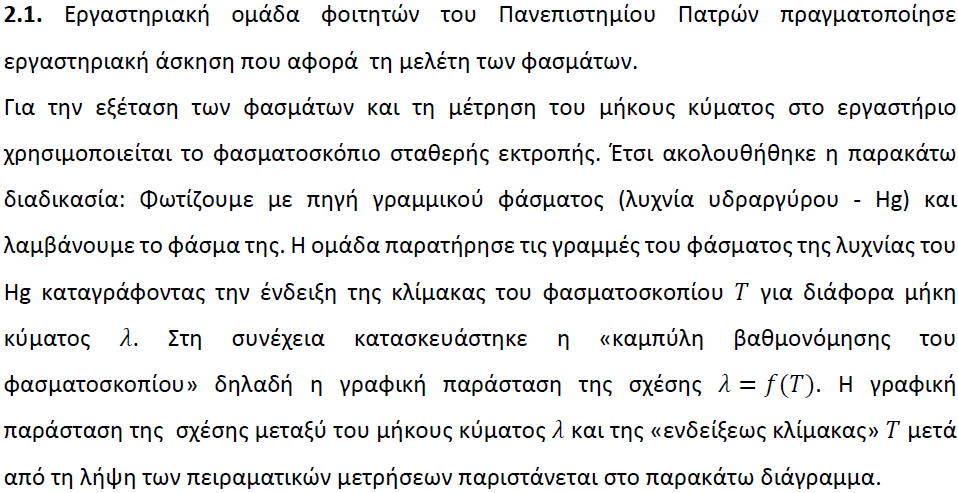 2.1. Εργαστηριακή ομάδα φοιτητών του Πανεπιστημίου Πατρών πραγματοποίησε
εργαστηριακή άσκηση που αφορά τη μελέτη των φασμάτων.
Για την εξέταση των φασμάτων και τη μέτρηση του μήκους κύματος στο εργαστήριο
χρησιμοποιείται το φασματοσκόπιο σταθερής εκτροπής. Έτσι ακολουθήθηκε η παρακάτω
διαδικασία: Φωτίζουμε με πηγή γραμμικού φάσματος (λυχνία υδραργύρου - Hg) και
λαμβάνουμε το φάσμα της. Η ομάδα παρατήρησε τις γραμμές του φάσματος της λυχνίας του
Hg καταγράφοντας την ένδειξη της κλίμακας του φασματοσκοπίου T για διάφορα μήκη
κύματος λ. Στη συνέχεια κατασκευάστηκε η «καμπύλη βαθμονόμησης του
φασματοσκοπίου» δηλαδή η γραφική παράσταση της σχέσης λ = f(T). Η γραφική
παράσταση της σχέσης μεταξύ του μήκους κύματος λ και της «ενδείξεως κλίμακας» T μετά
από τη λήψη των πειραματικών μετρήσεων παριστάνεται στο παρακάτω διάγραμμα.